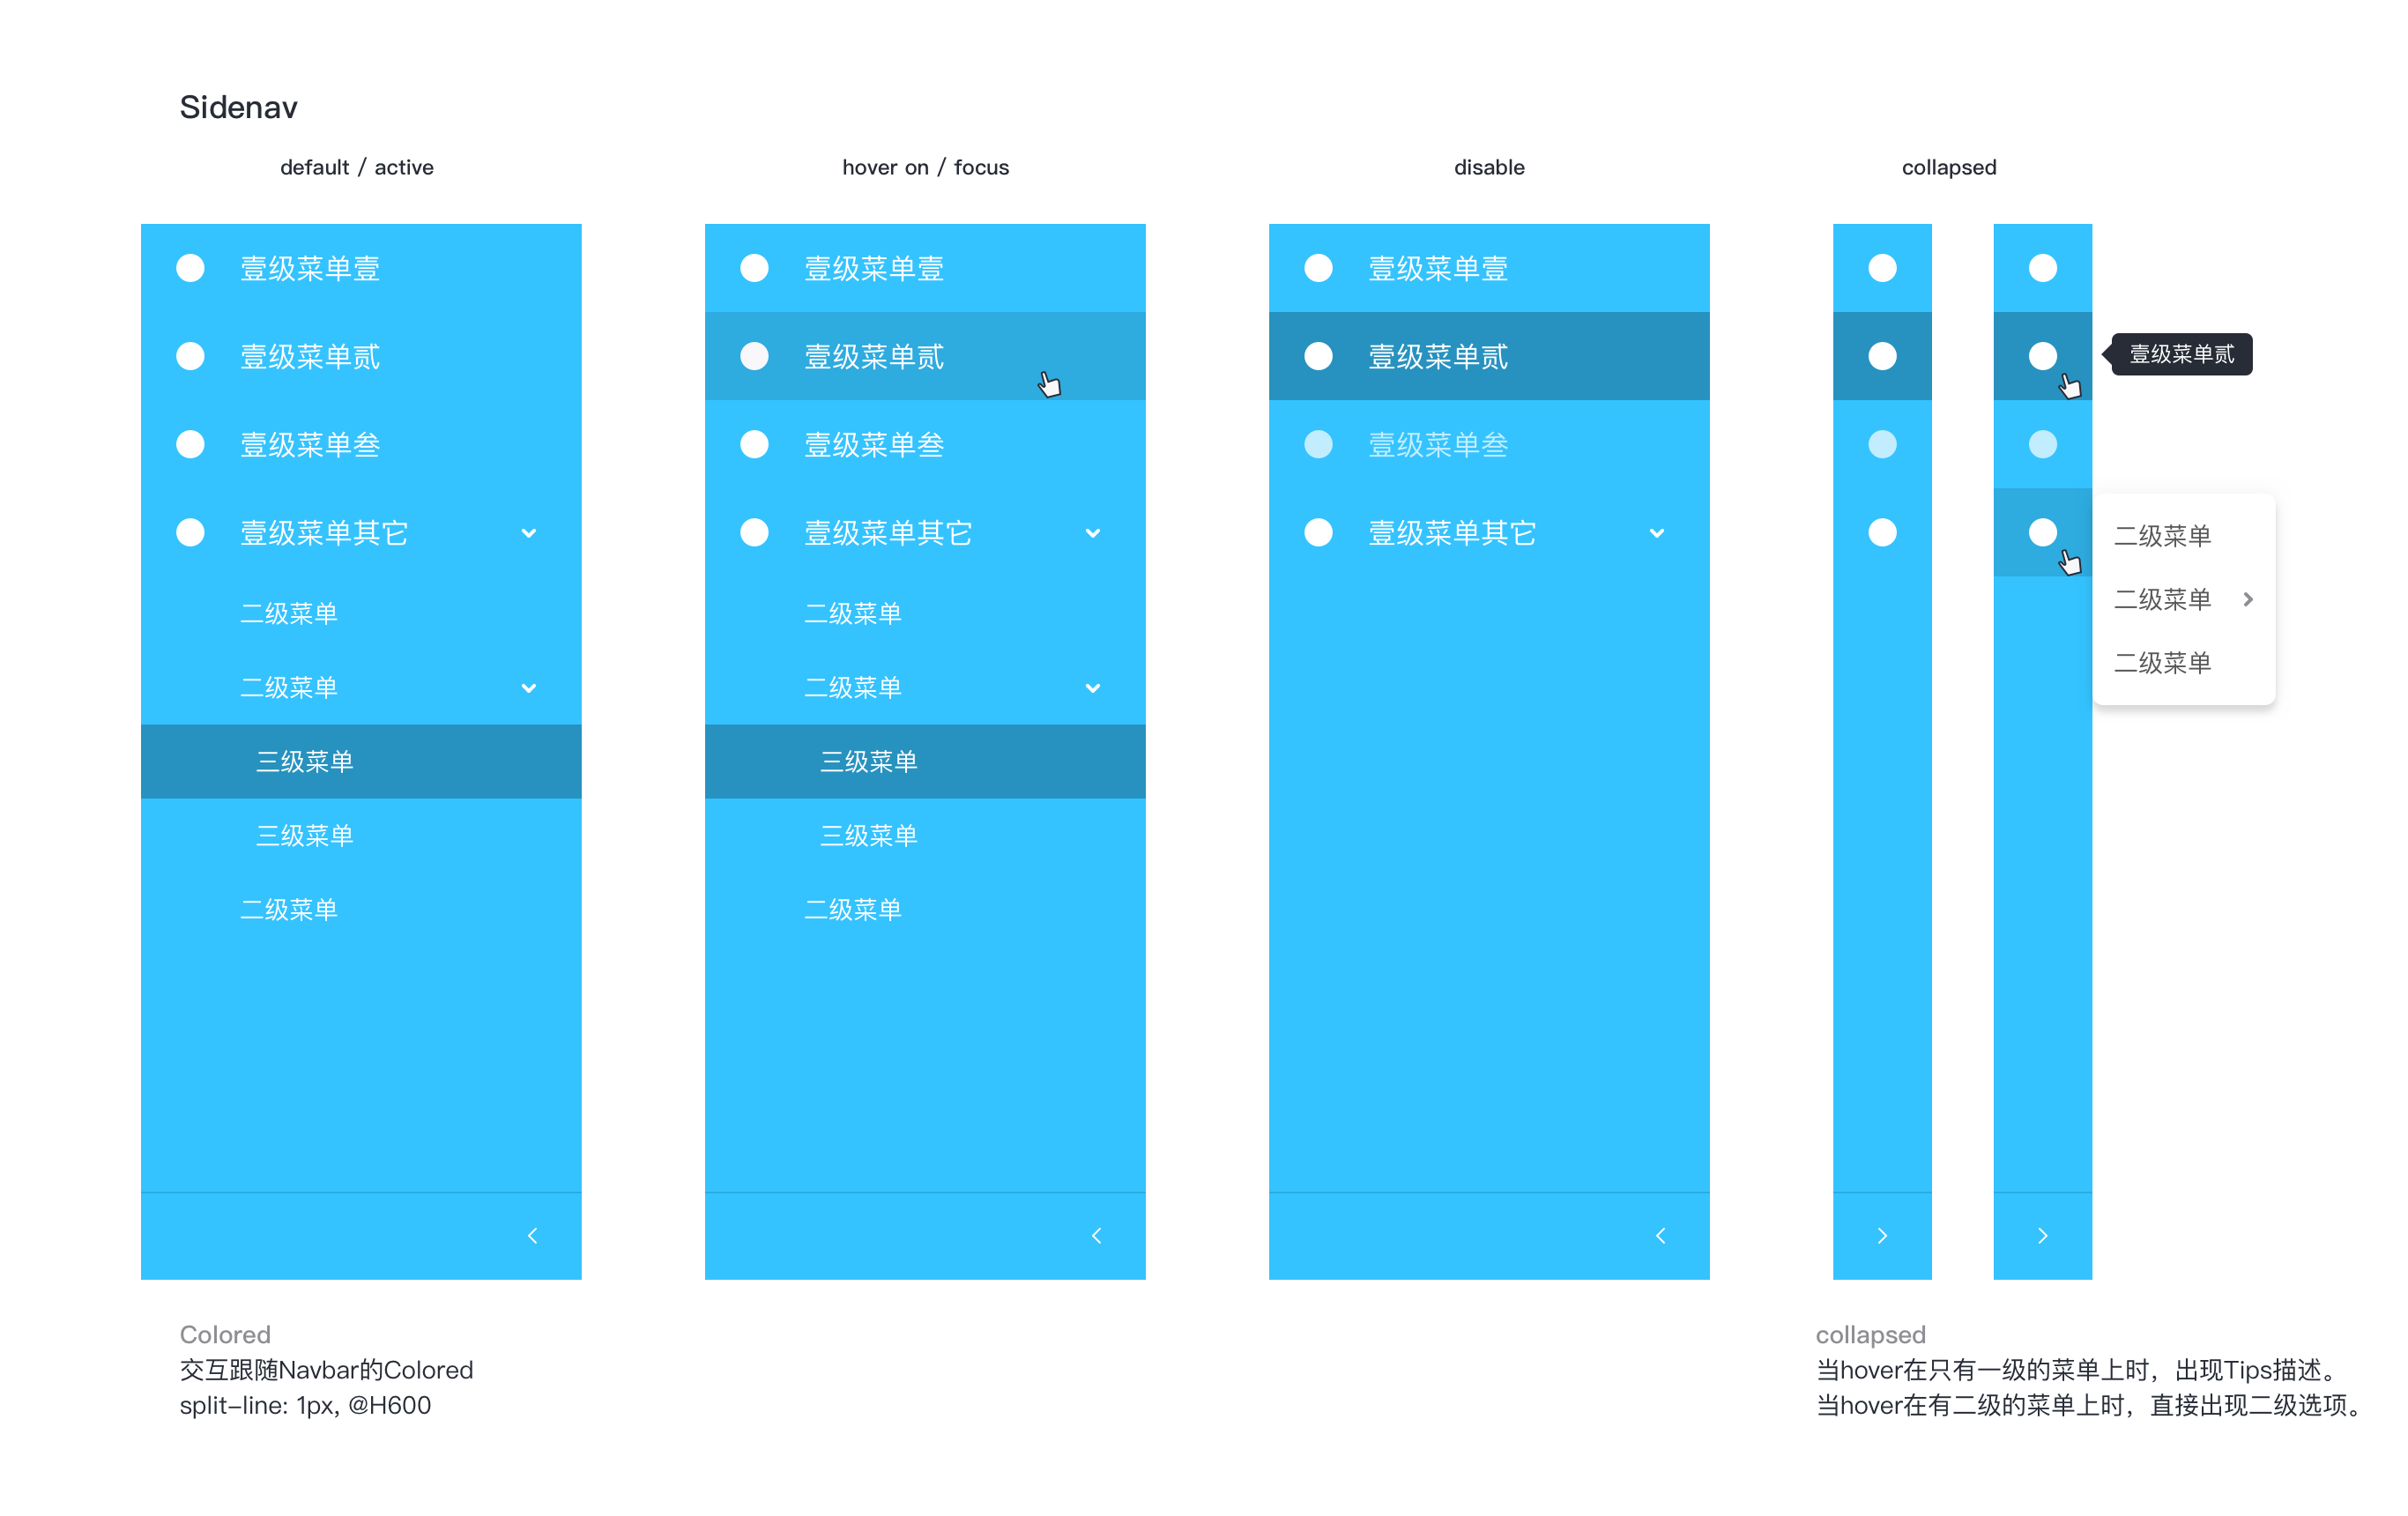 Sidenav
default / active
hover on / focus
disable
collapsed
壹级菜单壹
壹级菜单贰
壹级菜单叁
壹级菜单其它
二级菜单
二级菜单
三级菜单
三级菜单
二级菜单
壹级菜单壹
壹级菜单贰
壹级菜单叁
壹级菜单其它
二级菜单
二级菜单
三级菜单
三级菜单
二级菜单
壹级菜单壹
壹级菜单贰
壹级菜单叁
壹级菜单其它
壹级菜单贰
二级菜单
二级菜单
二级菜单
Colored
交互跟随Navbar的Colored
split-line: 1px, @H600
collapsed
当hover在只有一级的菜单上时，出现Tips描述。
当hover在有二级的菜单上时，直接出现二级选项。